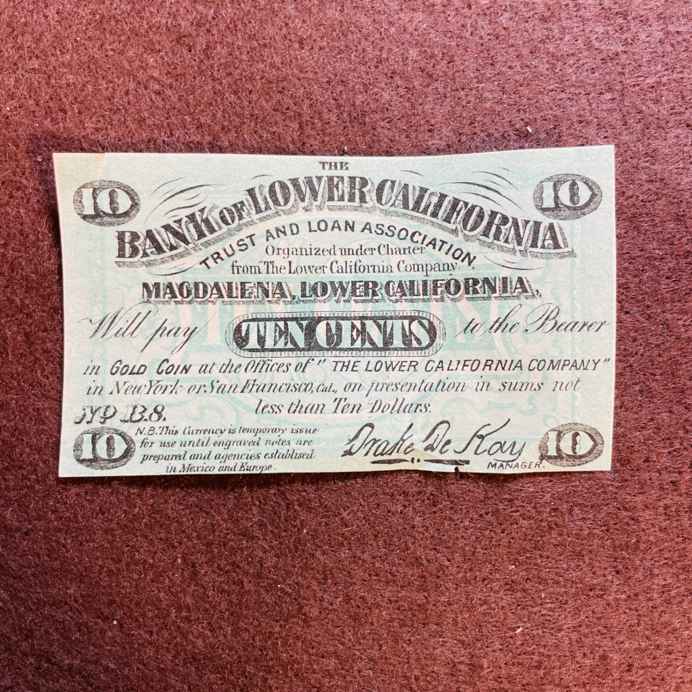 THE
10 10
BANK OF LOWER CALIFORNIA
TRUST AND LOAN ASSOCIATION,
Organized under Charter
from The Lower California Company,
MAGDALENA, LOWER CALIFORNIA,
Will pay TEN CENTS to the Bearer
in GOLD COIN at the Offices of "THE LOWER CALIFORNIA COMPANY"
in New York or San Francisco, Cal., on presentation in sums not
less than Ten Dollars.
No B.8.
N.B. This Currency is temporary issue
for use until engraved notes are
prepared and agencies establised
in Mexico and Europe.
Drake De Kay
MANAGER.
10 10